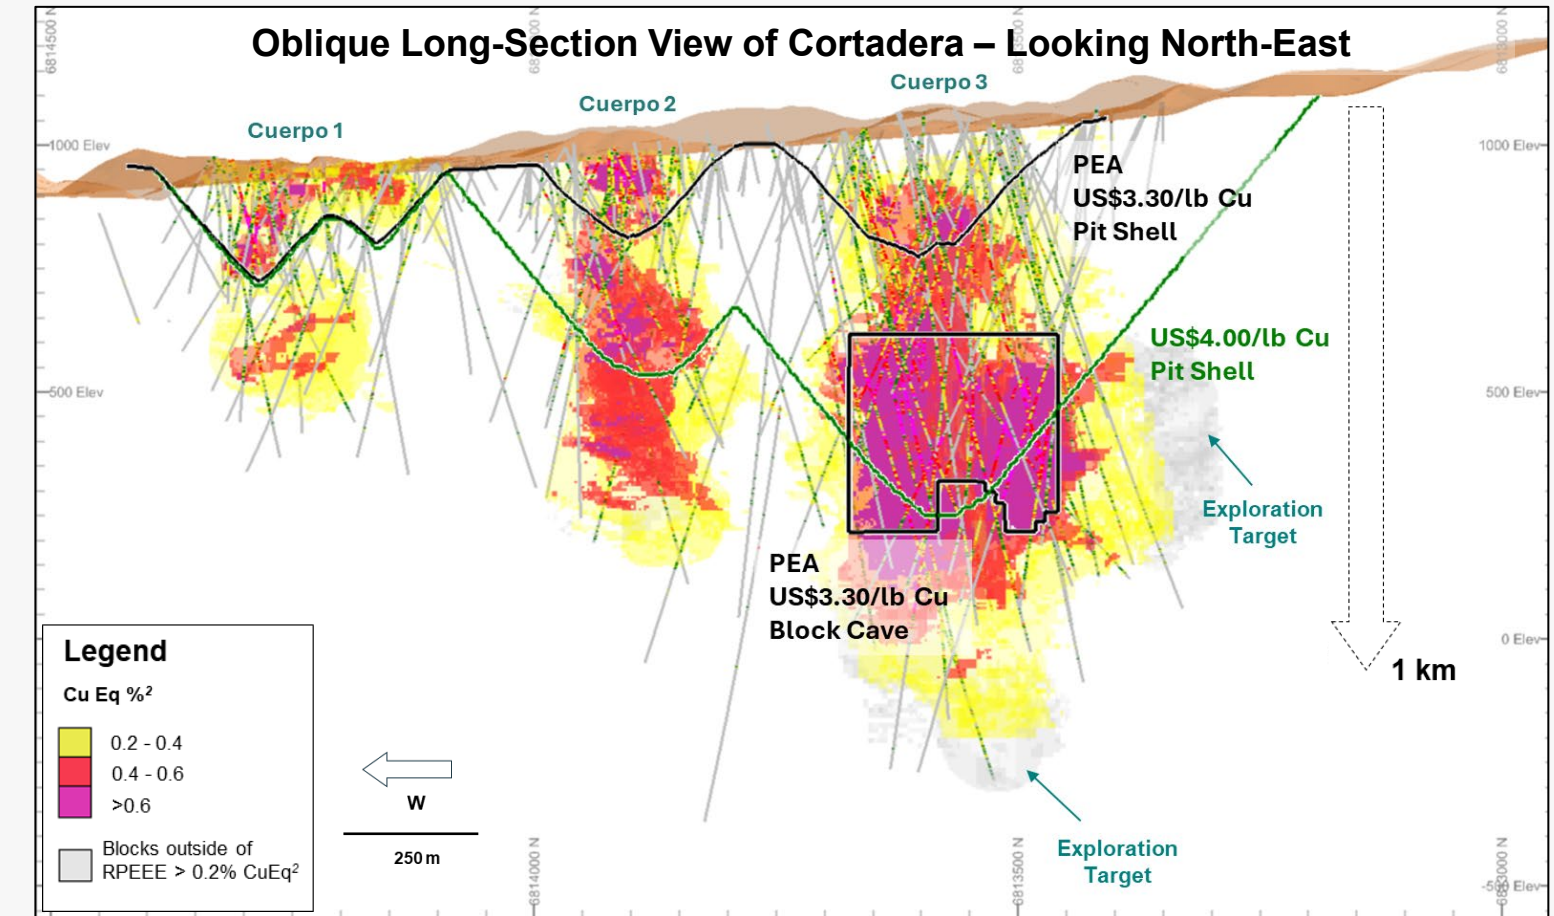 Oblique Long-Section View of Cortadera – Looking North-East
6814500 N
6813500 N
6813000 N
Cuerpo 1
Cuerpo 2
Cuerpo 3
1000 Elev
1000 Elev
PEA
US$3.30/lb Cu
Pit Shell
US$4.00/lb Cu
Pit Shell
500 Elev
500 Elev
Exploration
Target
PEA
US$3.30/lb Cu
Block Cave
0 Elev
1 km
Legend
Cu Eq %²
0.2 - 0.4
0.4 - 0.6
>0.6
Blocks outside of
RPEEE > 0.2% CuEq²
W
250 m
Exploration
Target
6814000 N
6813500 N
6813000 N
-500 Elev